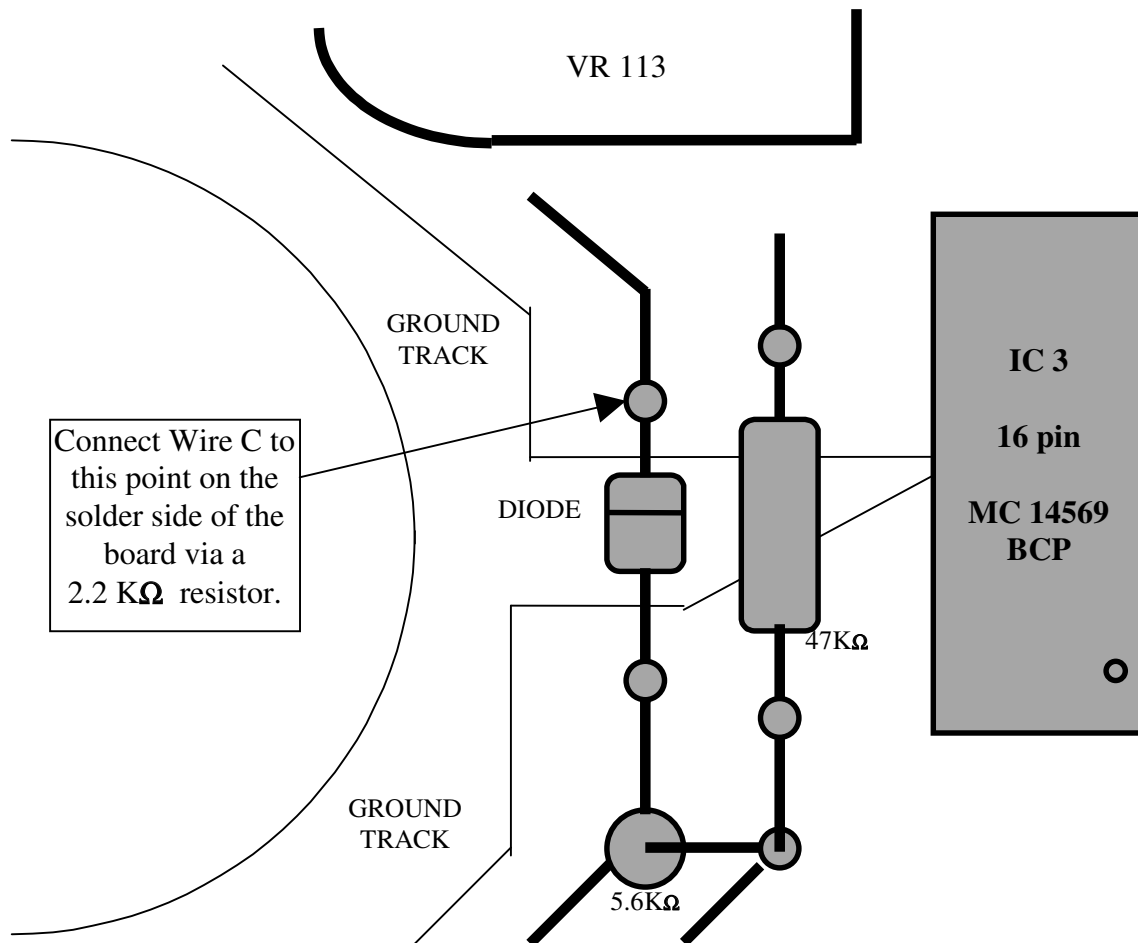 VR 113
GROUND
TRACK
IC 3
16 pin
MC 14569
BCP
Connect Wire C to
this point on the
solder side of the
board via a
2.2 KΩ resistor.
DIODE
47KΩ
GROUND
TRACK
5.6KΩ